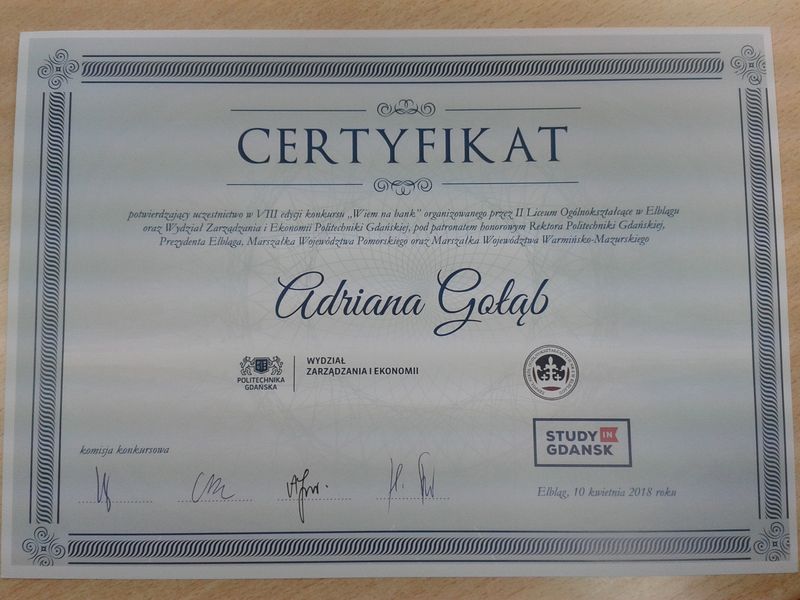 CERTYFIKAT
potwierdzający uczestnictwo w VIII edycji konkursu „Wiem na bank" organizowanego przez II Liceum Ogólnokształcące w Elblągu
oraz Wydział Zarządzania i Ekonomii Politechniki Gdańskiej, pod patronatem honorowym Rektora Politechniki Gdańskiej,
Prezydenta Elbląga, Marszałka Województwa Pomorskiego oraz Marszałka Województwa Warmińsko-Mazurskiego
Adriana Gołąb
POLITECHNIKA
GDAŃSKA
WYDZIAŁ
ZARZĄDZANIA I EKONOMII
STUDY IN
GDANSK
komisja konkursowa
Elbląg, 10 kwietnia 2018 roku